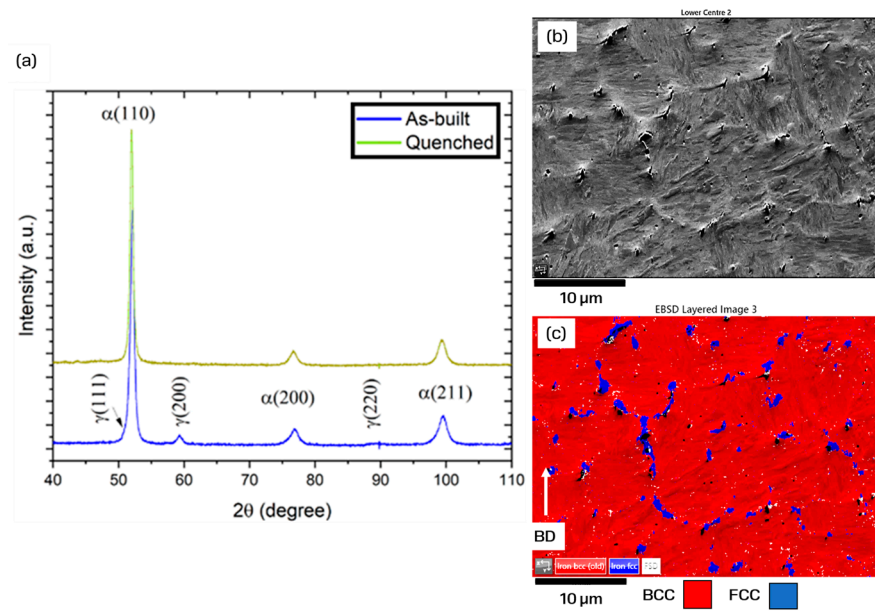 (a)
α(110)
As-built
Quenched
Intensity (a.u.)
γ(111)
γ(200)
α(200)
γ(220)
α(211)
40 50 60 70 80 90 100 110
2θ (degree)
Lower Centre 2
(b)
10 µm
EBSD Layered Image 3
(c)
BD
Iron bcc (old) Iron fcc FSD
10 µm
BCC FCC